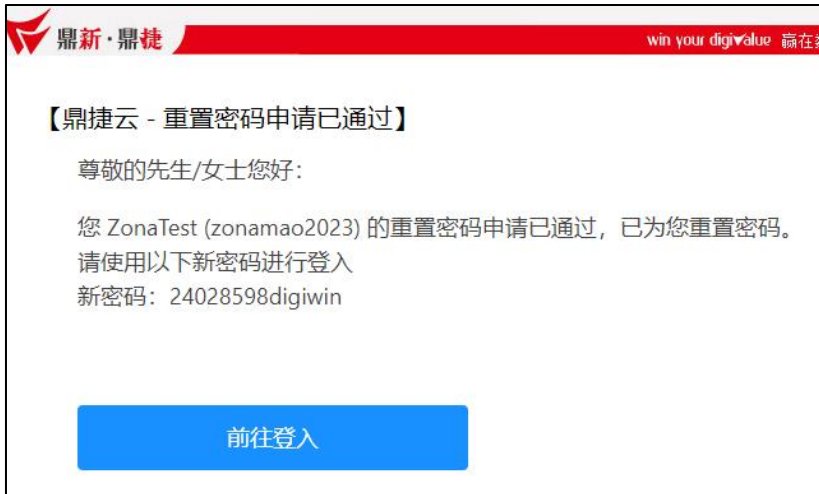 鼎新·鼎捷
win your digi▾alue 赢在
【鼎捷云 - 重置密码申请已通过】
尊敬的先生/女士您好：
您 ZonaTest (zonamao2023) 的重置密码申请已通过，已为您重置密码。
请使用以下新密码进行登入
新密码：24028598digiwin
前往登入